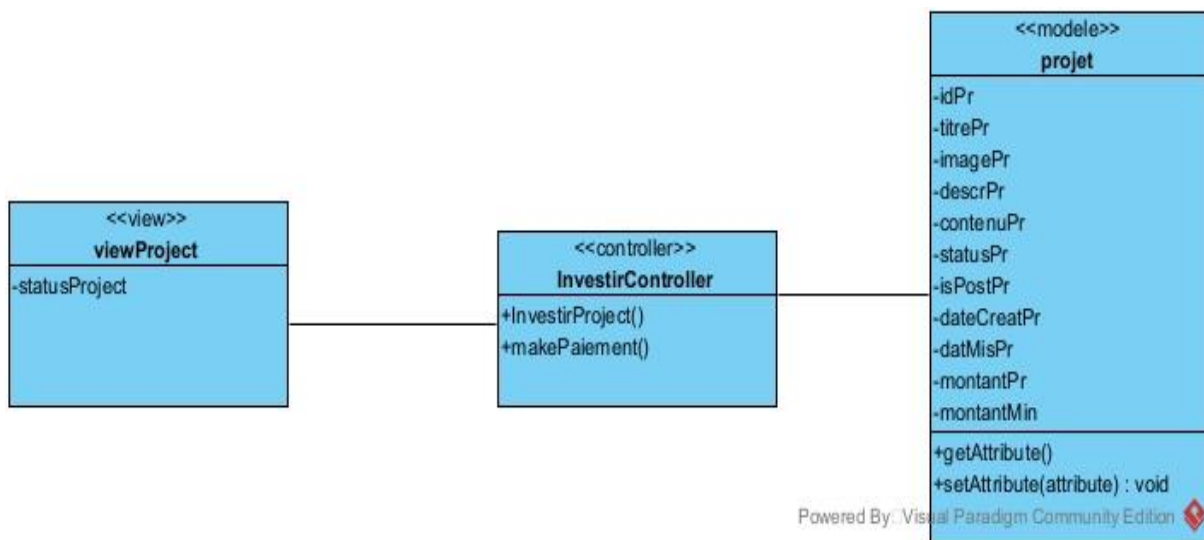 <<view>>
viewProject
-statusProject
<<controller>>
InvestirController
+InvestirProject()
+makePaiement()
<<modele>>
projet
-idPr
-titrePr
-imagePr
-descrPr
-contenuPr
-statusPr
-isPostPr
-dateCreatPr
-datMisPr
-montantPr
-montantMin
+getAttribute()
+setAttribute(attribute) : void
Powered By Visual Paradigm Community Edition